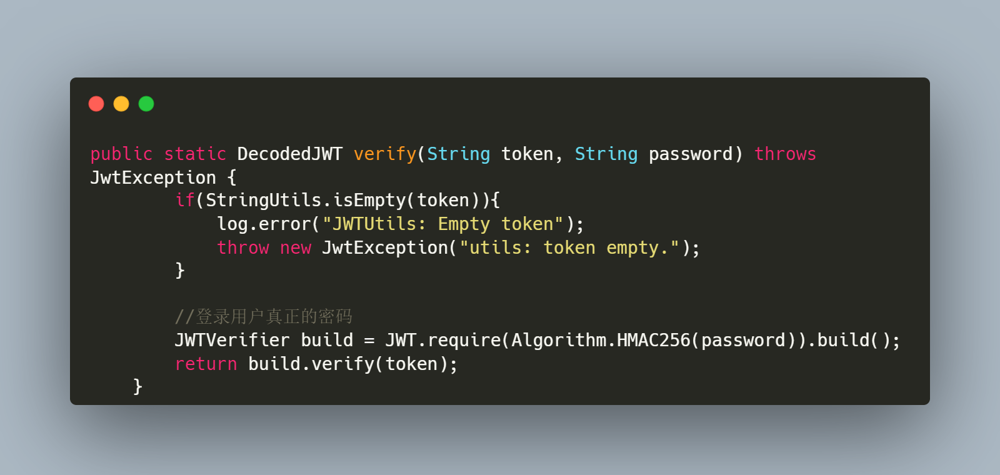 public static DecodedJWT verify(String token, String password) throws
JwtException {
        if(StringUtils.isEmpty(token)){
            log.error("JWTUtils: Empty token");
            throw new JwtException("utils: token empty.");
        }

        //登录用户真正的密码
        JWTVerifier build = JWT.require(Algorithm.HMAC256(password)).build();
        return build.verify(token);
    }